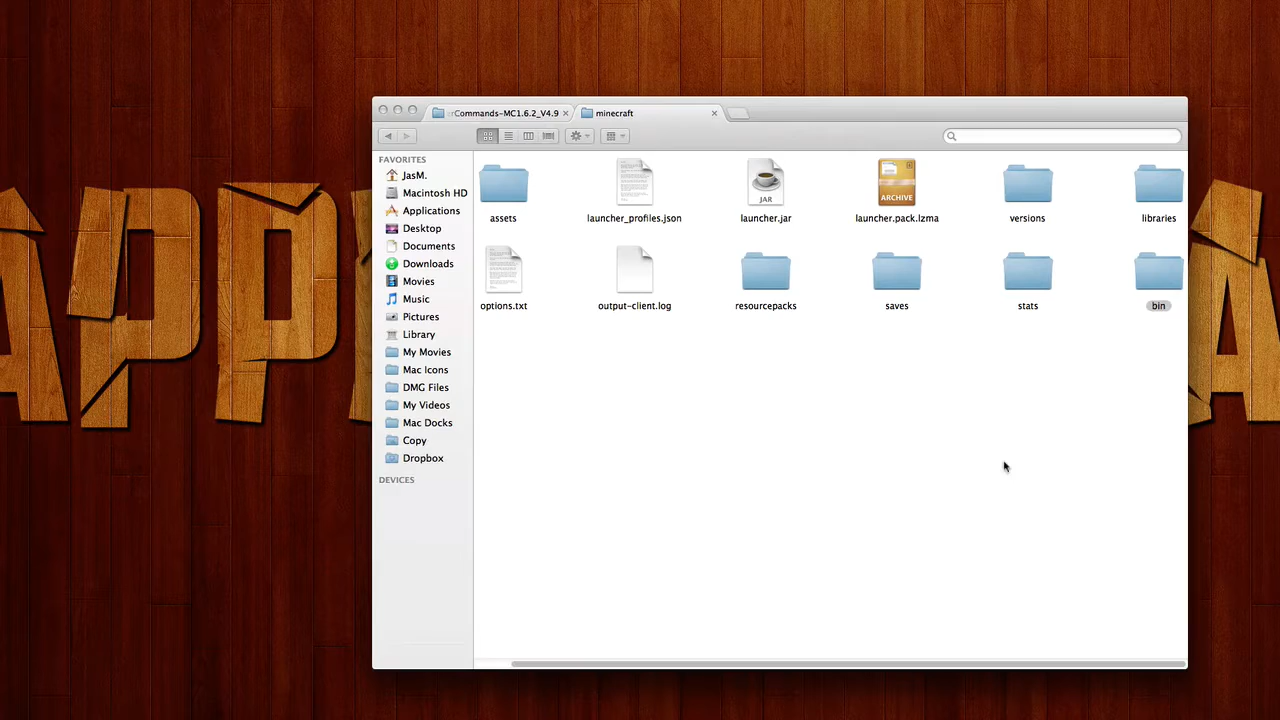 APP
A
::rCommands-MC1.6.2_V4.9
minecraft
FAVORITES
JasM.
Macintosh HD
Applications
Desktop
Documents
Downloads
Movies
Music
Pictures
Library
My Movies
Mac Icons
DMG Files
My Videos
Mac Docks
Copy
Dropbox
DEVICES
JAR
ARCHIVE
assets
launcher_profiles.json
launcher.jar
launcher.pack.lzma
versions
libraries
options.txt
output-client.log
resourcepacks
saves
stats
bin